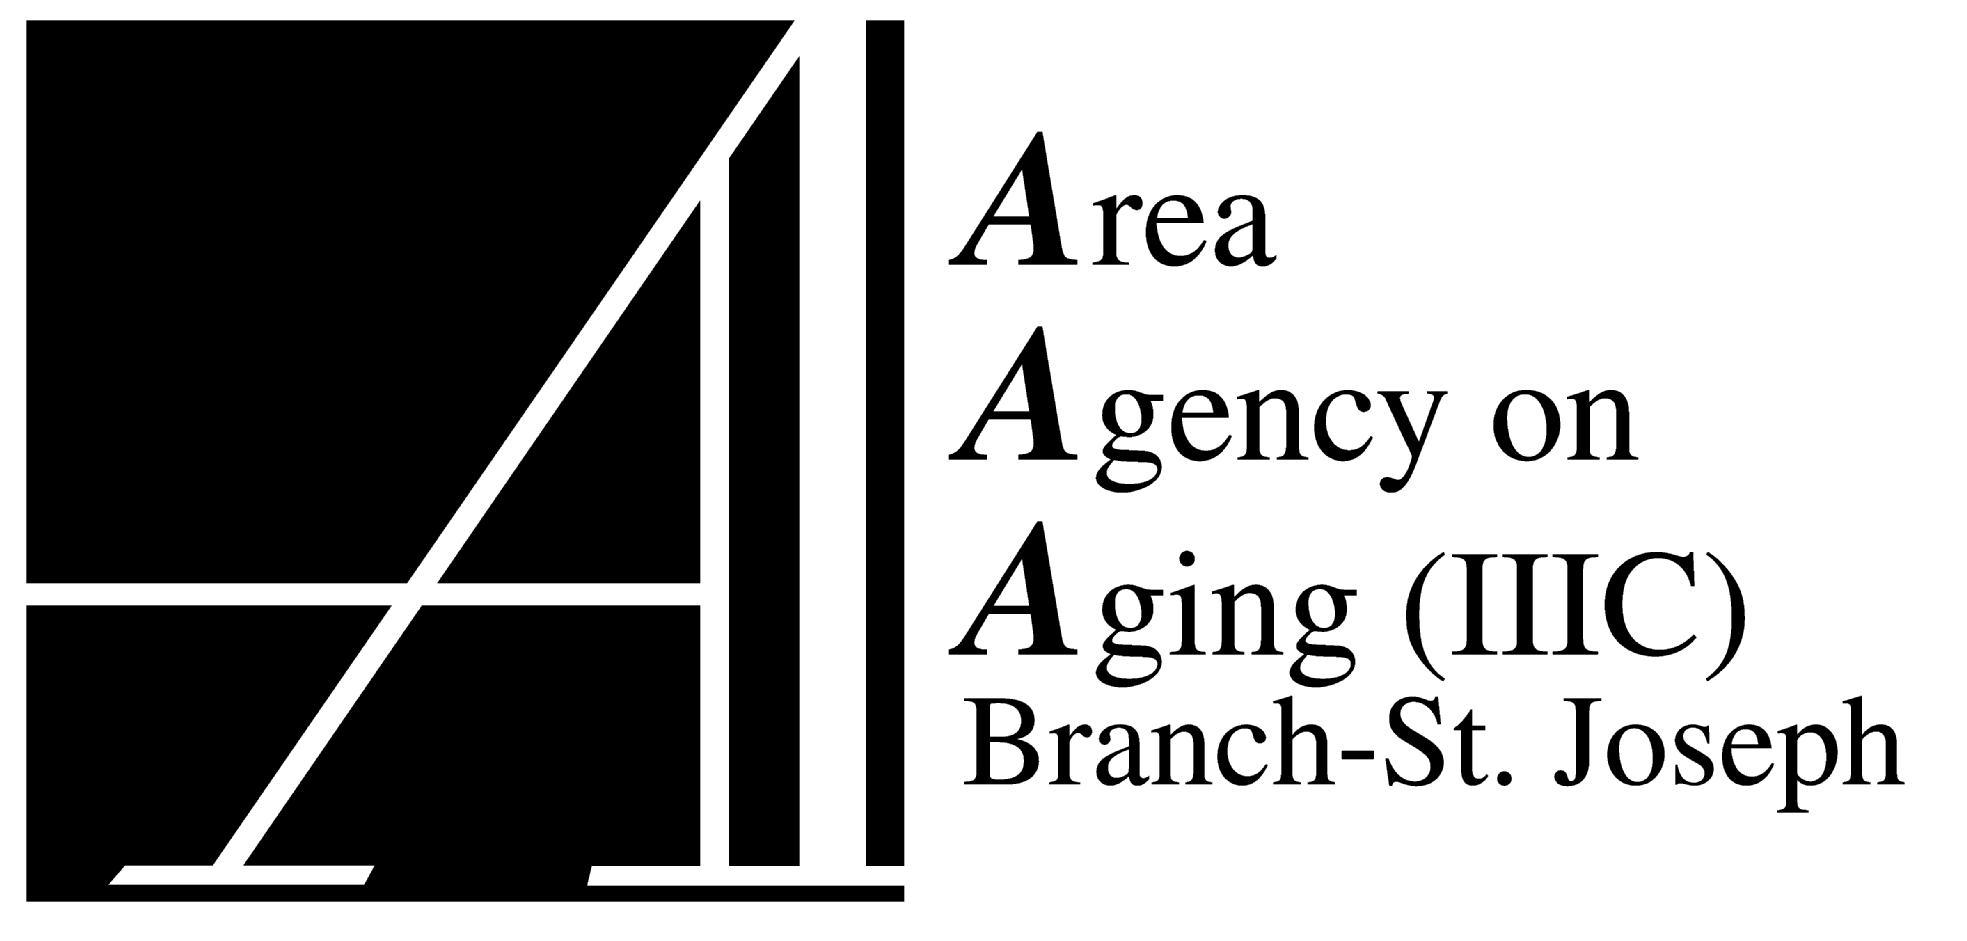 Area
Agency on
Aging (IIIC)
Branch-St. Joseph